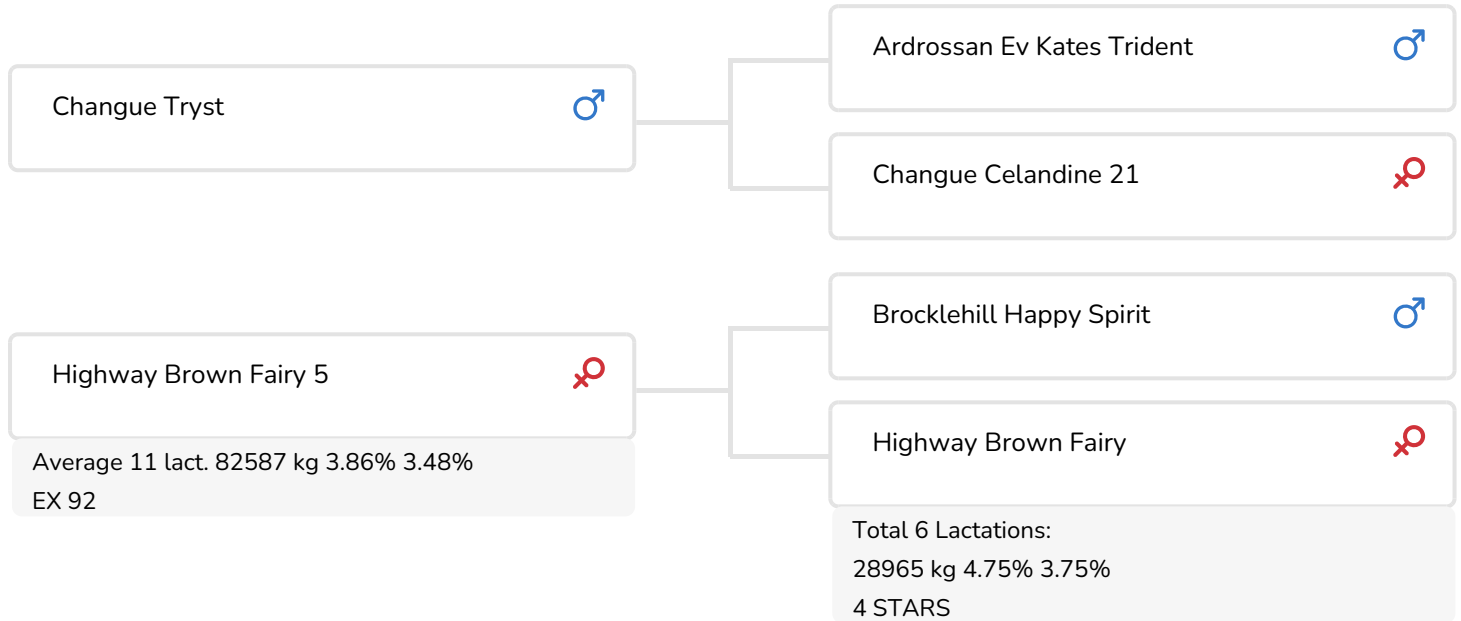 Ardrossan Ev Kates Trident
Changue Tryst
Changue Celandine 21
Brocklehill Happy Spirit
Highway Brown Fairy 5
Average 11 lact. 82587 kg 3.86% 3.48%
EX 92
Highway Brown Fairy
Total 6 Lactations:
28965 kg 4.75% 3.75%
4 STARS